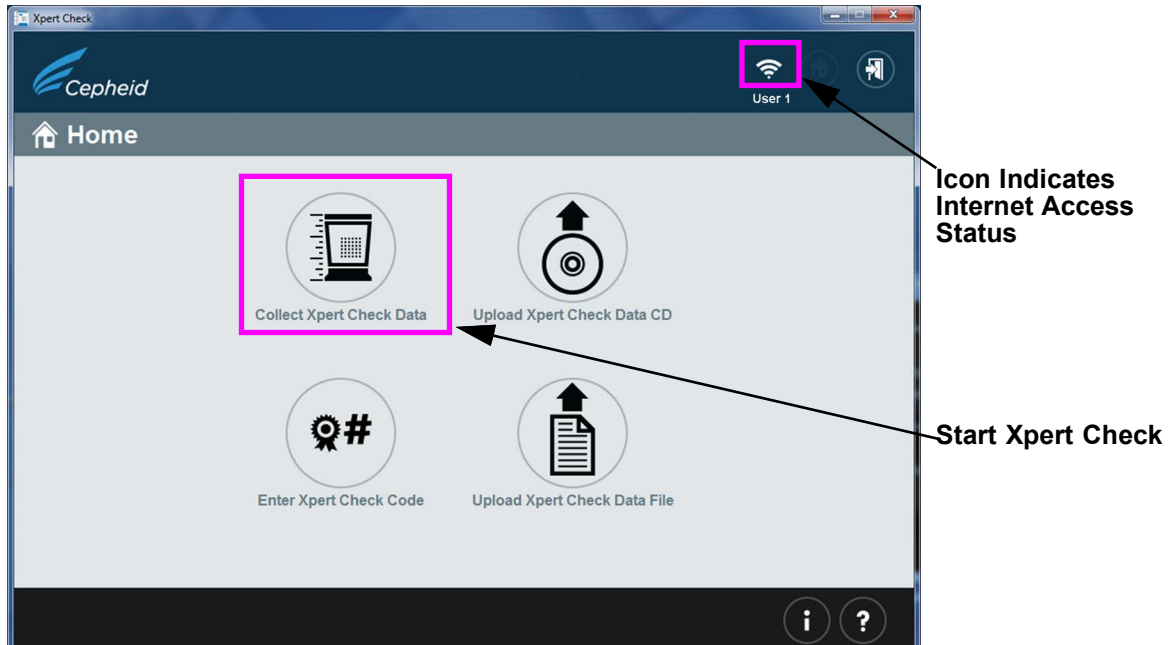 Xpert Check
Cepheid
User 1
Home
Icon Indicates
Internet Access
Status
Collect Xpert Check Data
Upload Xpert Check Data CD
Start Xpert Check
#
Enter Xpert Check Code
Upload Xpert Check Data File
i ?